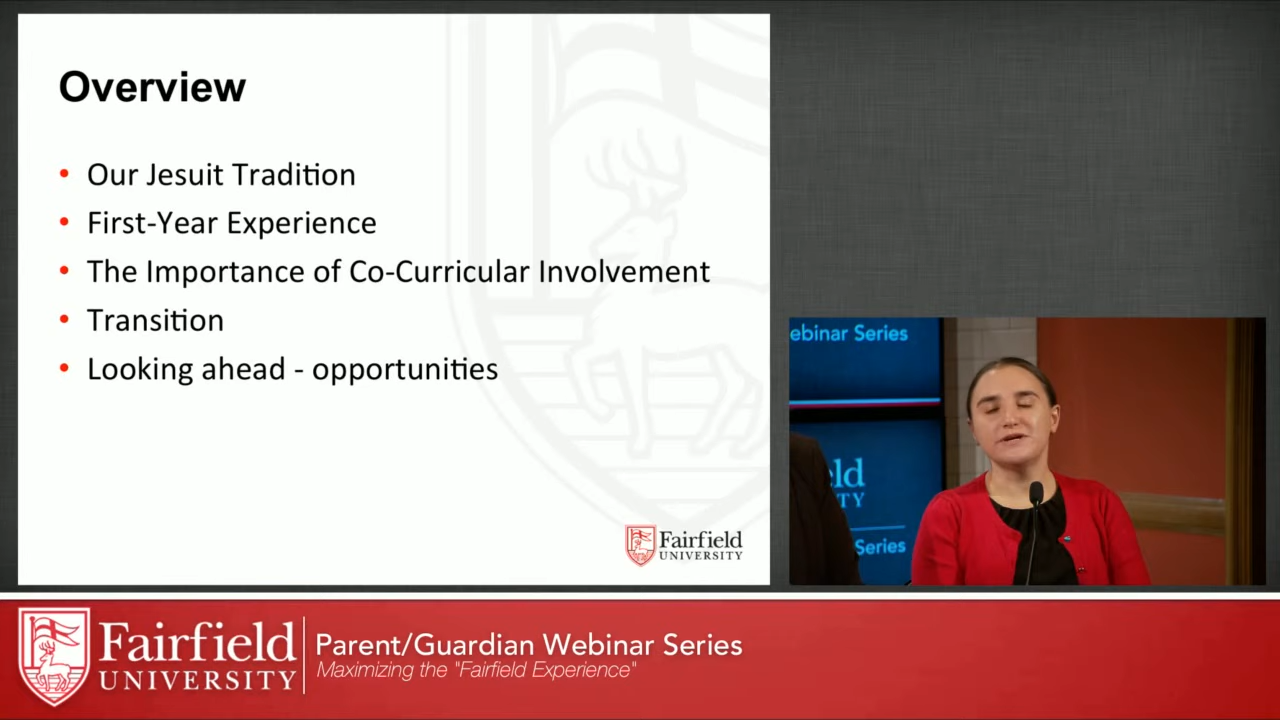 Overview
• Our Jesuit Tradition
• First-Year Experience
• The Importance of Co-Curricular Involvement
• Transition
• Looking ahead - opportunities
Fairfield
UNIVERSITY
ebinar Series
ld
TY
Series
Fairfield
UNIVERSITY
Parent/Guardian Webinar Series
Maximizing the "Fairfield Experience"